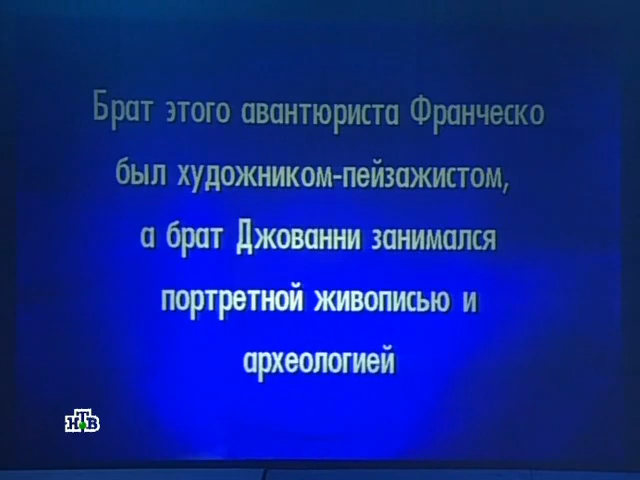 Брат этого авантюриста Франческо
был художником-пейзажистом,
а брат Джованни занимался
портретной живописью и
археологией
НТВ